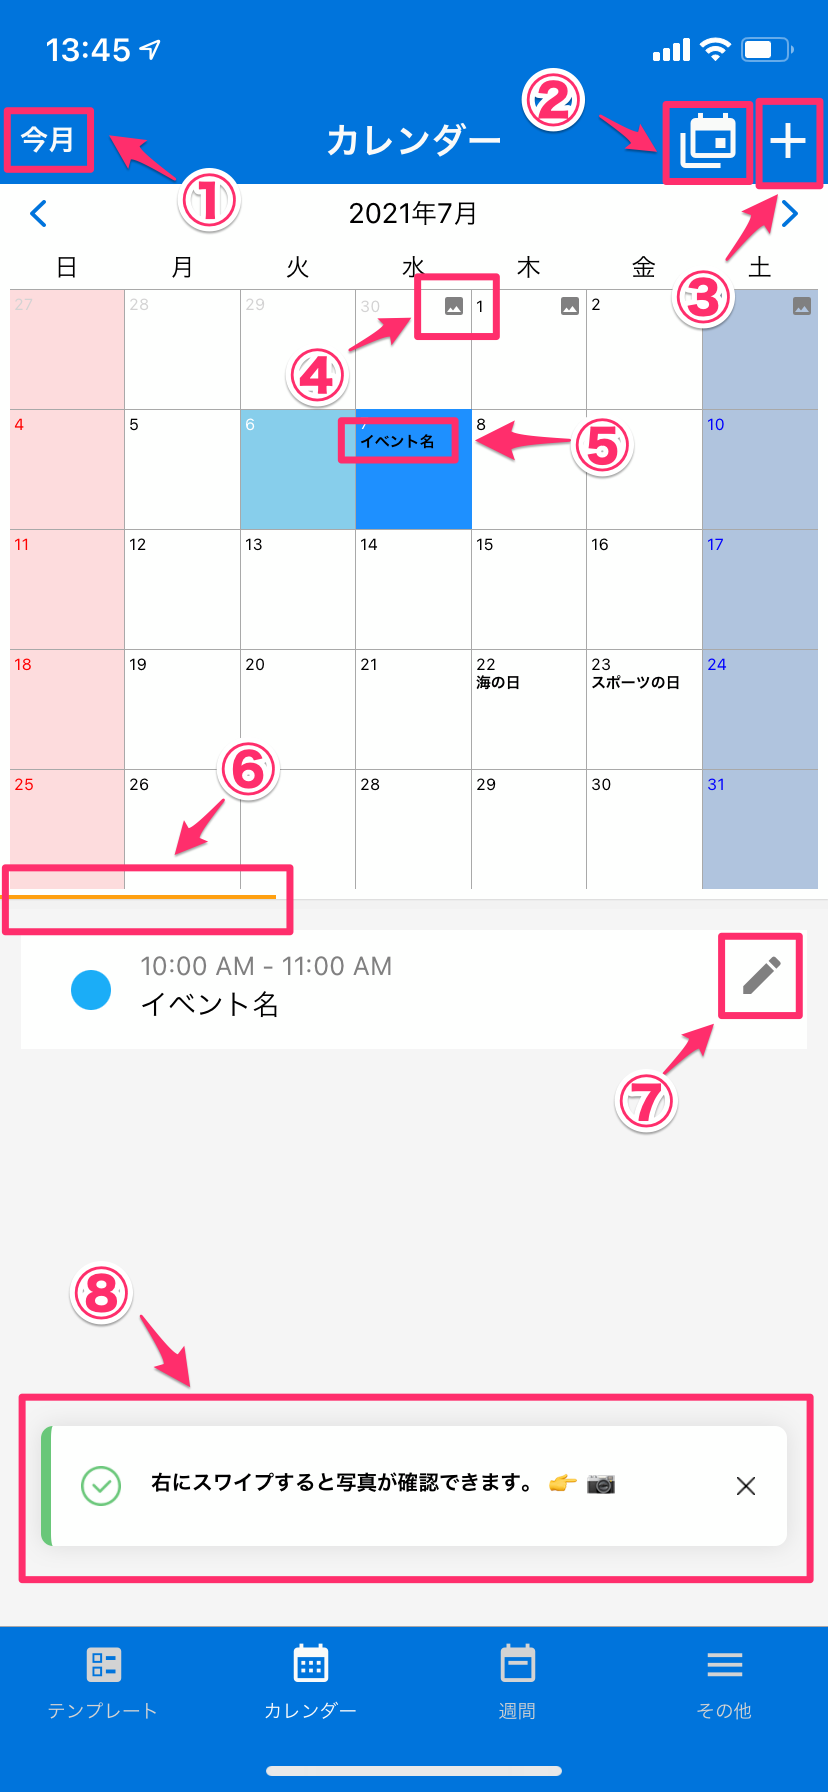 13:45
②
今月
カレンダー
①
2021年7月
③
日 月 火 水 木 金 土
27 28 29 30 1 2
④
4 5 6 7 8 10
イベント名
⑤
11 12 13 14 15 16 17
18 19 20 21 22 23 24
海の日 スポーツの日
⑥
25 26 28 29 30 31
10:00 AM - 11:00 AM
イベント名
⑦
⑧
右にスワイプすると写真が確認できます。 👉 📷
テンプレート カレンダー 週間 その他